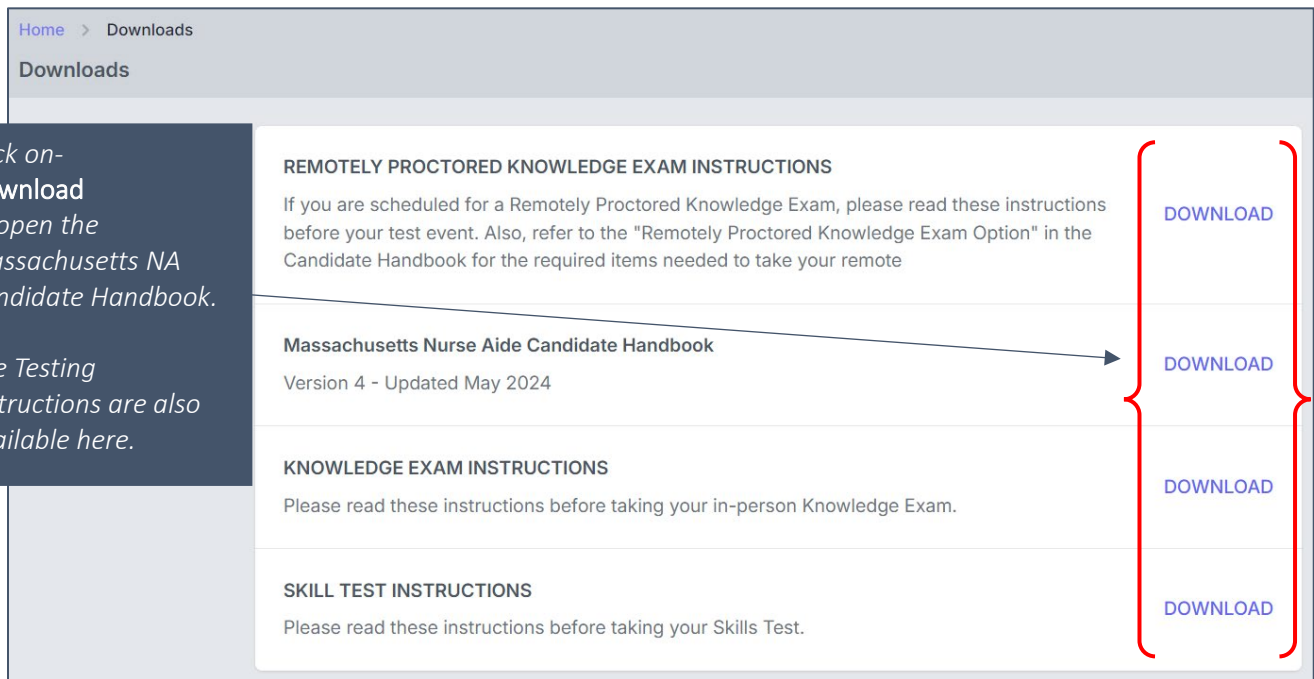 Home > Downloads
Downloads
ck on-
wnload
open the
assachusetts NA
ndidate Handbook.
e Testing
structions are also
ailable here.
REMOTELY PROCTORED KNOWLEDGE EXAM INSTRUCTIONS
If you are scheduled for a Remotely Proctored Knowledge Exam, please read these instructions
before your test event. Also, refer to the "Remotely Proctored Knowledge Exam Option" in the
Candidate Handbook for the required items needed to take your remote
DOWNLOAD
Massachusetts Nurse Aide Candidate Handbook
Version 4 - Updated May 2024
DOWNLOAD
KNOWLEDGE EXAM INSTRUCTIONS
Please read these instructions before taking your in-person Knowledge Exam.
DOWNLOAD
SKILL TEST INSTRUCTIONS
Please read these instructions before taking your Skills Test.
DOWNLOAD